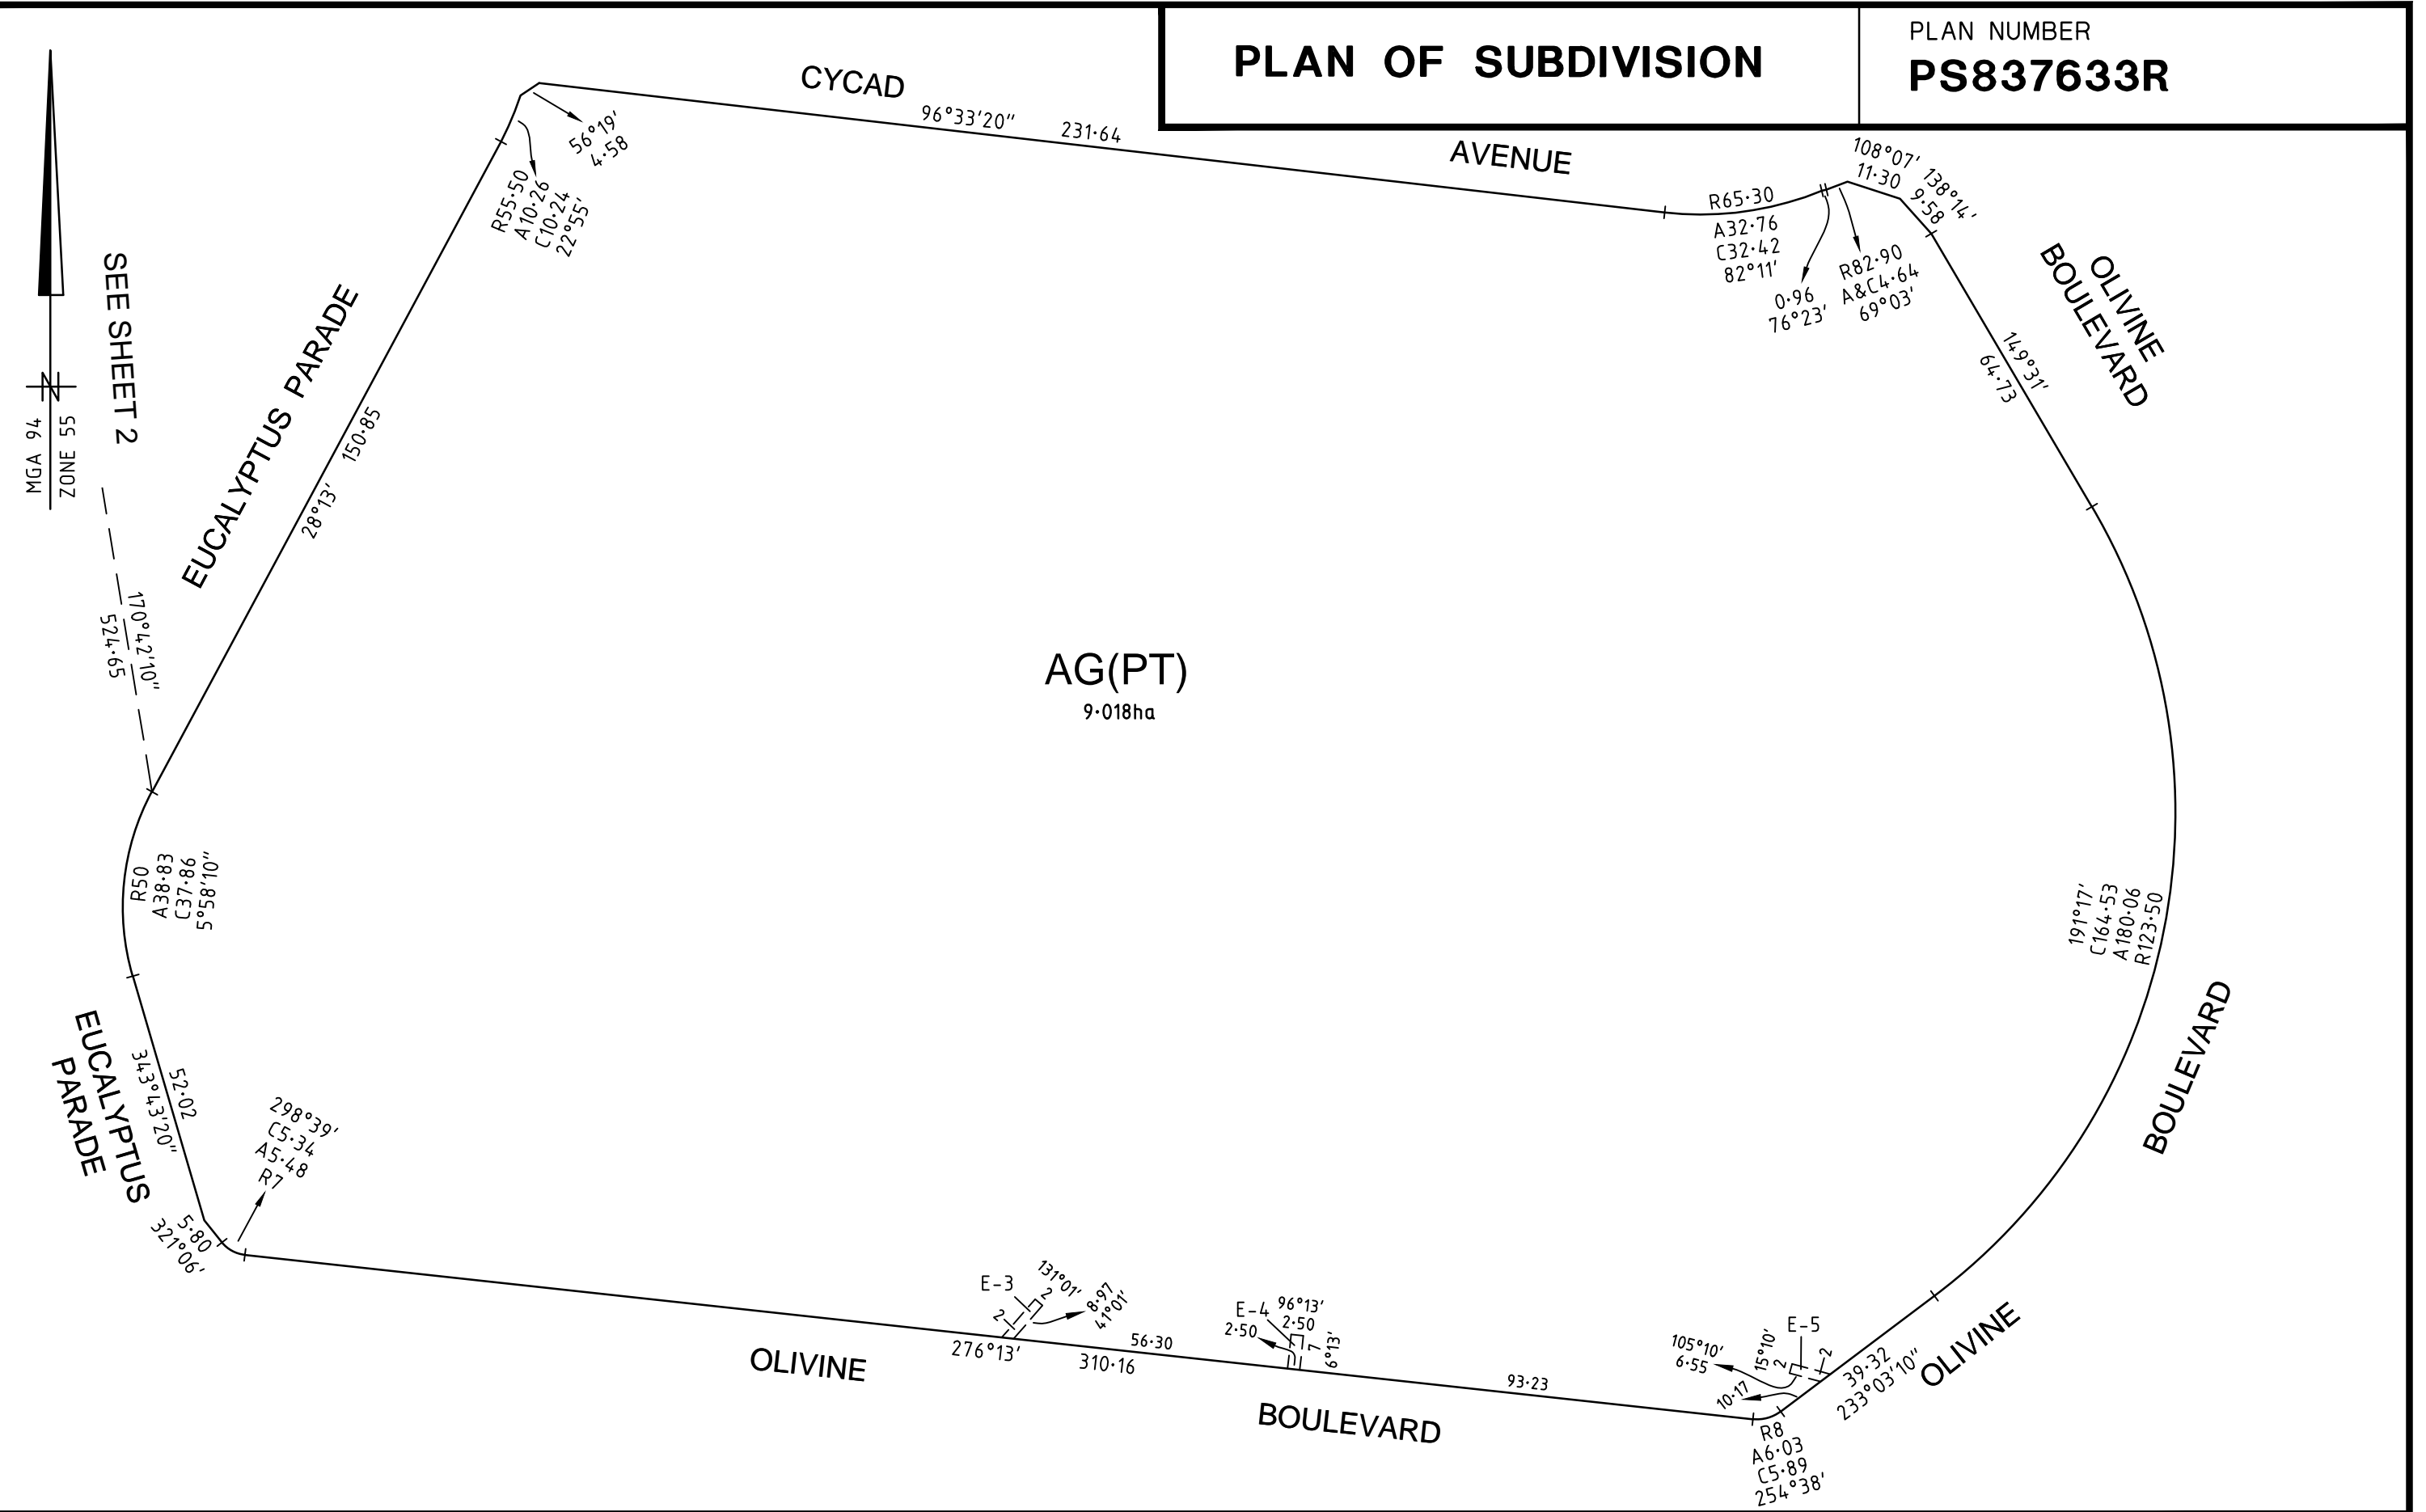 PLAN OF SUBDIVISION
PLAN NUMBER
PS837633R
CYCAD
96°33'20" 231·64
AVENUE
56°19'
4·58
R55·50
A10·26
C10·24
22°55'
R65·30
A32·76
C32·42
82°11'
0·96
76°23'
R82·90
A&C4·64
69°03'
108°07'
11·30
138°14'
9·58
OLIVINE
BOULEVARD
149°31'
64·73
SEE SHEET 2
N
MGA 94
ZONE 55
EUCALYPTUS PARADE
28°13' 150·85
170°42'10"
524·65
AG(PT)
9·018ha
R50
A38·83
C37·86
5°58'10"
191°17'
C164·53
A180·06
R123·50
BOULEVARD
EUCALYPTUS
PARADE
52·02
343°43'20"
298°39'
C5·34
A5·48
R7
5·80
321°06'
E-3
131°01'
2
2
8·97
41°01'
E-4
96°13'
2·50
2·50
7
6°13'
E-5
105°10'
6·55
15°10'
2
2
10·17
39·32
233°03'10"
OLIVINE
OLIVINE
276°13'
310·16
56·30
93·23
BOULEVARD
R8
A6·03
C5·89
254°38'